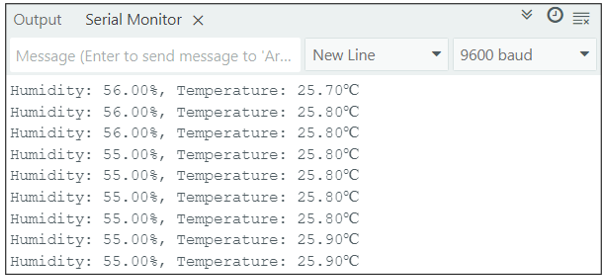 Output Serial Monitor ×
Message (Enter to send message to 'Ar... New Line 9600 baud
Humidity: 56.00%, Temperature: 25.70℃
Humidity: 56.00%, Temperature: 25.80℃
Humidity: 56.00%, Temperature: 25.80℃
Humidity: 55.00%, Temperature: 25.80℃
Humidity: 55.00%, Temperature: 25.80℃
Humidity: 55.00%, Temperature: 25.80℃
Humidity: 55.00%, Temperature: 25.80℃
Humidity: 55.00%, Temperature: 25.90℃
Humidity: 55.00%, Temperature: 25.90℃